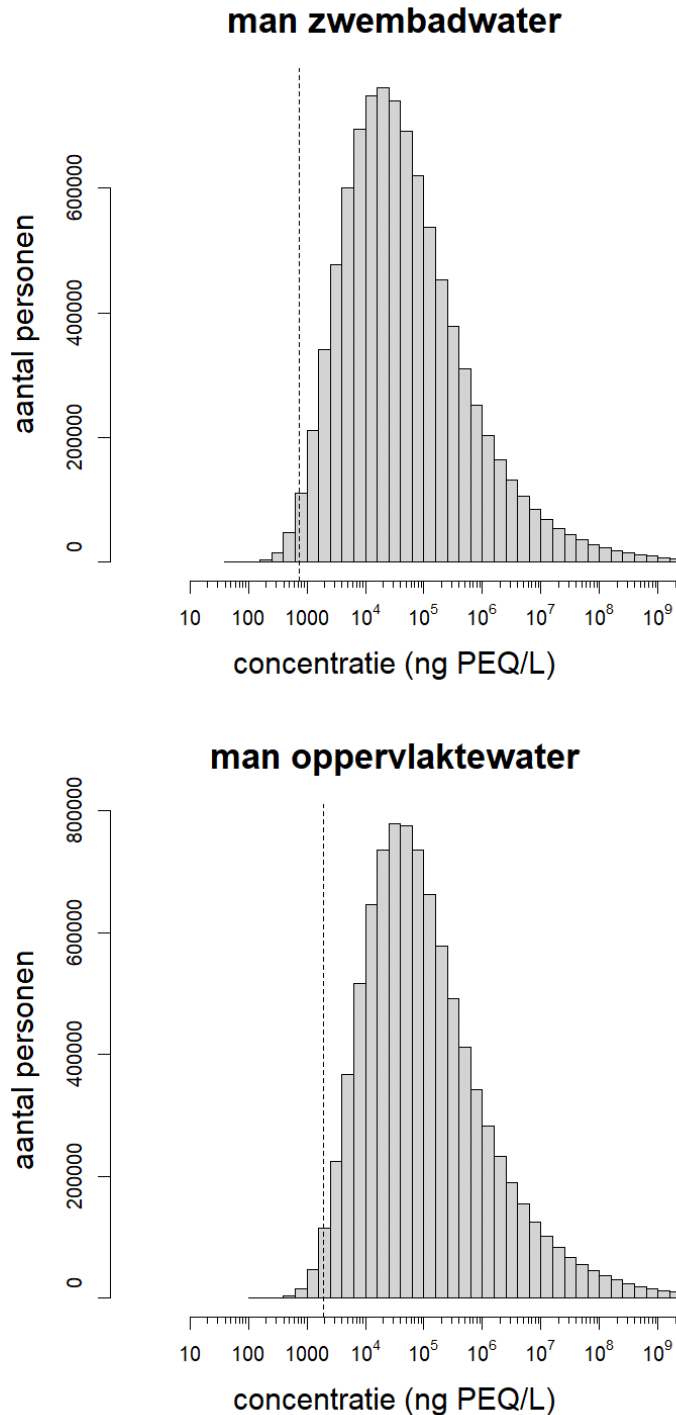 man zwembadwater
aantal personen
600000
400000
200000
0
10 100 1000 10⁴ 10⁵ 10⁶ 10⁷ 10⁸ 10⁹
concentratie (ng PEQ/L)
man oppervlaktewater
aantal personen
800000
600000
400000
200000
0
10 100 1000 10⁴ 10⁵ 10⁶ 10⁷ 10⁸ 10⁹
concentratie (ng PEQ/L)